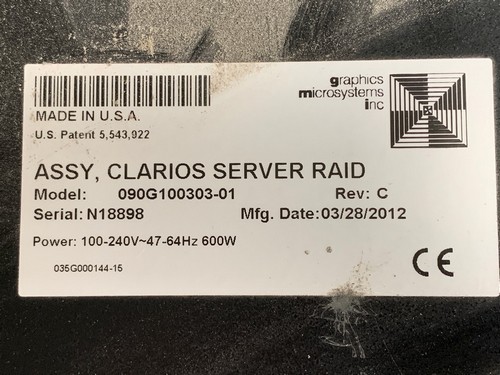 graphics
microsystems
inc
MADE IN U.S.A.
U.S. Patent 5,543,922
ASSY, CLARIOS SERVER RAID
Model: 090G100303-01 Rev: C
Serial: N18898 Mfg. Date:03/28/2012
Power: 100-240V~47-64Hz 600W
035G000144-15
CE